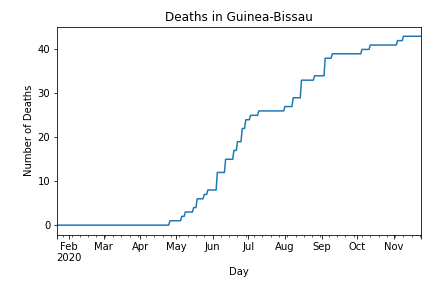 Deaths in Guinea-Bissau
Number of Deaths
40
30
20
10
0
Feb Mar Apr May Jun Jul Aug Sep Oct Nov
2020
Day